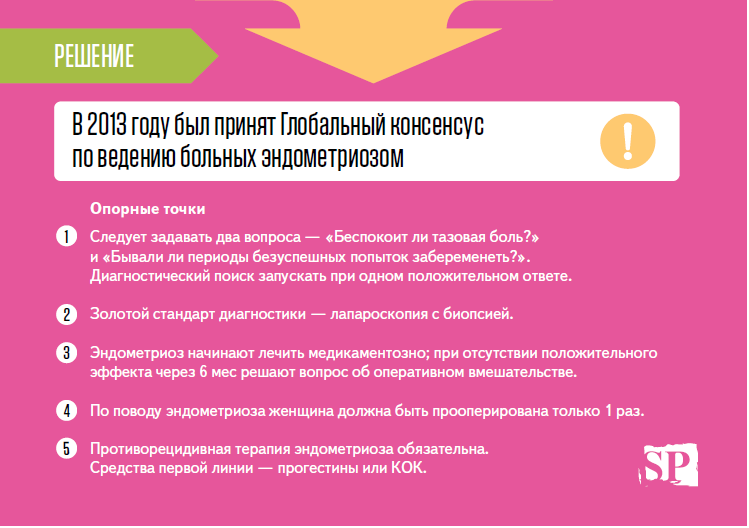 РЕШЕНИЕ
В 2013 году был принят Глобальный консенсус
по ведению больных эндометриозом
!
Опорные точки
1 Следует задавать два вопроса — «Беспокоит ли тазовая боль?»
и «Бывали ли периоды безуспешных попыток забеременеть?».
Диагностический поиск запускать при одном положительном ответе.
2 Золотой стандарт диагностики — лапароскопия с биопсией.
3 Эндометриоз начинают лечить медикаментозно; при отсутствии положительного
эффекта через 6 мес решают вопрос об оперативном вмешательстве.
4 По поводу эндометриоза женщина должна быть прооперирована только 1 раз.
5 Противорецидивная терапия эндометриоза обязательна.
Средства первой линии — прогестины или КОК.
SP